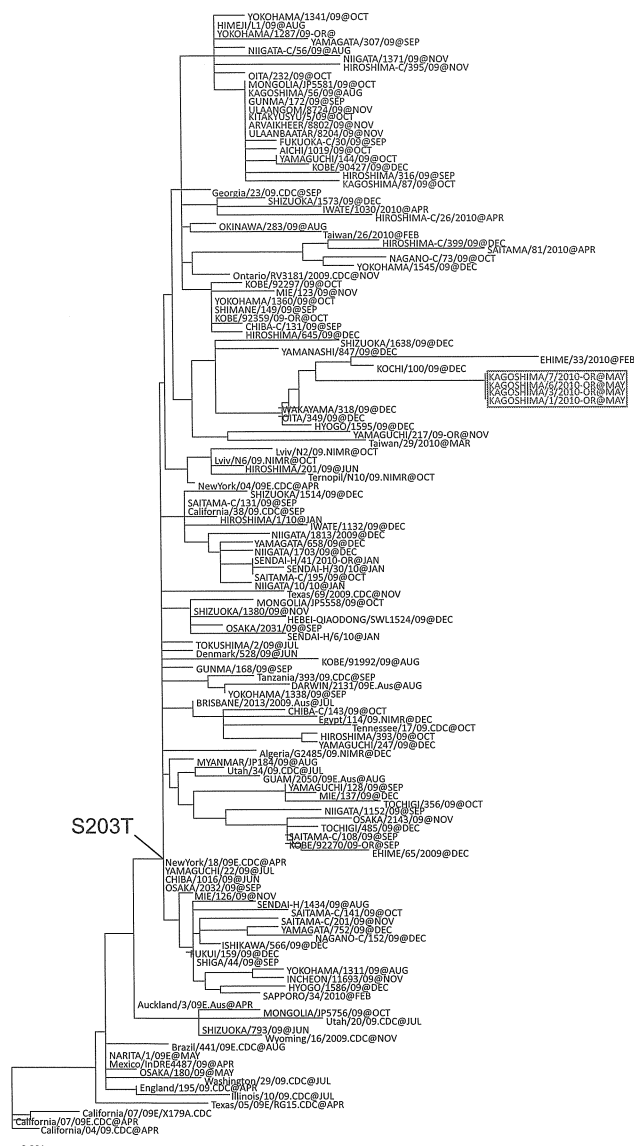 YOKOHAMA/1341/09@OCT
HIMEJI/L1/09@AUG
YOKOHAMA/1287/09-OR@
YAMAGATA/307/09@SEP
NIIGATA-C/56/09@AUG
NIIGATA/1371/09@NOV
HIROSHIMA-C/395/09@NOV
OITA/232/09@OCT
MONGOLIA/JP5581/09@OCT
KAGOSHIMA/56/09@AUG
GUNMA/172/09@SEP
ULAANGOM/8724/09@NOV
KITAKYUSYU/5/09@OCT
ARVAIKHEER/8802/09@NOV
ULAANBAATAR/8204/09@NOV
FUKUOKA-C/30/09@SEP
AICHI/1019/09@OCT
YAMAGUCHI/144/09@OCT
KOBE/90427/09@DEC
HIROSHIMA/316/09@SEP
KAGOSHIMA/87/09@OCT
Georgia/23/09.CDC@SEP
SHIZUOKA/1573/09@DEC
IWATE/1030/2010@APR
HIROSHIMA-C/26/2010@APR
OKINAWA/283/09@AUG
Taiwan/26/2010@FEB
HIROSHIMA-C/399/09@DEC
SAITAMA/81/2010@APR
NAGANO-C/73/09@OCT
YOKOHAMA/1545/09@DEC
Ontario/RV3181/2009.CDC@NOV
KOBE/92297/09@OCT
MIE/123/09@NOV
YOKOHAMA/1360/09@OCT
SHIMANE/149/09@SEP
KOBE/92359/09-OR@OCT
CHIBA-C/131/09@SEP
HIROSHIMA/645/09@DEC
SHIZUOKA/1638/09@DEC
YAMANASHI/847/09@DEC
EHIME/33/2010@FEB
KOCHI/100/09@DEC
KAGOSHIMA/7/2010-OR@MAY
KAGOSHIMA/6/2010-OR@MAY
KAGOSHIMA/3/2010-OR@MAY
KAGOSHIMA/1/2010-OR@MAY
WAKAYAMA/318/09@DEC
OITA/349/09@DEC
HYOGO/1595/09@DEC
YAMAGUCHI/217/09-OR@NOV
Taiwan/29/2010@MAR
Lviv/N2/09.NIMR@OCT
Lviv/N6/09.NIMR@OCT
HIROSHIMA/201/09@JUN
Ternopil/N10/09.NIMR@OCT
NewYork/04/09E.CDC@APR
SHIZUOKA/1514/09@DEC
SAITAMA-C/131/09@SEP
California/38/09.CDC@SEP
HIROSHIMA/1/10@JAN
IWATE/1132/09@DEC
NIIGATA/1813/2009@DEC
YAMAGATA/658/09@DEC
NIIGATA/1703/09@DEC
SENDAI-H/41/2010-OR@JAN
SENDAI-H/30/10@JAN
SAITAMA-C/195/09@OCT
NIIGATA/10/10@JAN
Texas/69/2009.CDC@NOV
MONGOLIA/JP5558/09@OCT
SHIZUOKA/1380/09@NOV
HEBEI-QIAODONG/SWL1524/09@DEC
OSAKA/2031/09@SEP
SENDAI-H/6/10@JAN
TOKUSHIMA/2/09@JUL
Denmark/528/09@JUN
KOBE/91992/09@AUG
GUNMA/168/09@SEP
Tanzania/393/09.CDC@SEP
DARWIN/2131/09E.Aus@AUG
YOKOHAMA/1338/09@SEP
BRISBANE/2013/2009.Aus@JUL
CHIBA-C/143/09@OCT
Egypt/114/09.NIMR@DEC
Tennessee/17/09.CDC@OCT
HIROSHIMA/393/09@OCT
YAMAGUCHI/247/09@DEC
Algeria/G2485/09.NIMR@DEC
MYANMAR/JP184/09@AUG
Utah/34/09.CDC@JUL
GUAM/2050/09E.Aus@AUG
YAMAGUCHI/128/09@SEP
MIE/137/09@DEC
TOCHIGI/356/09@OCT
NIIGATA/1152/09@SEP
OSAKA/2143/09@NOV
TOCHIGI/485/09@DEC
SAITAMA-C/108/09@SEP
KOBE/92270/09-OR@SEP
EHIME/65/2009@DEC
S203T
NewYork/18/09E.CDC@APR
YAMAGUCHI/22/09@JUL
CHIBA/1016/09@JUN
OSAKA/2032/09@SEP
MIE/126/09@NOV
SENDAI-H/1434/09@AUG
SAITAMA-C/141/09@OCT
SAITAMA-C/201/09@NOV
YAMAGATA/752/09@DEC
NAGANO-C/152/09@DEC
ISHIKAWA/566/09@DEC
FUKUI/159/09@DEC
SHIGA/44/09@SEP
YOKOHAMA/1311/09@AUG
INCHEON/11693/09@NOV
HYOGO/1586/09@DEC
SAPPORO/34/2010@FEB
Auckland/3/09E.Aus@APR
MONGOLIA/JP5756/09@OCT
Utah/20/09.CDC@JUL
SHIZUOKA/793/09@JUN
Wyoming/16/2009.CDC@NOV
Brazil/441/09E.CDC@AUG
NARITA/1/09E@MAY
Mexico/InDRE4487/09@APR
OSAKA/180/09@MAY
Washington/29/09.CDC@JUL
England/195/09.CDC@APR
Illinois/10/09.CDC@JUL
Texas/05/09E/RG15.CDC@APR
California/07/09E/X179A.CDC
California/07/09E.CDC@APR
California/04/09.CDC@APR